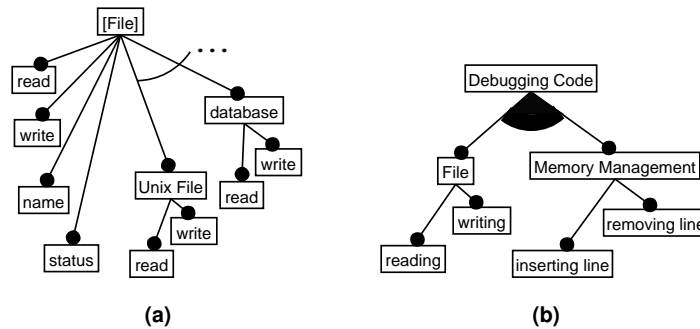 [File]
...
read
write
name
status
Unix File
read
write
database
read
write
(a)
Debugging Code
File
reading
writing
Memory Management
inserting line
removing line
(b)